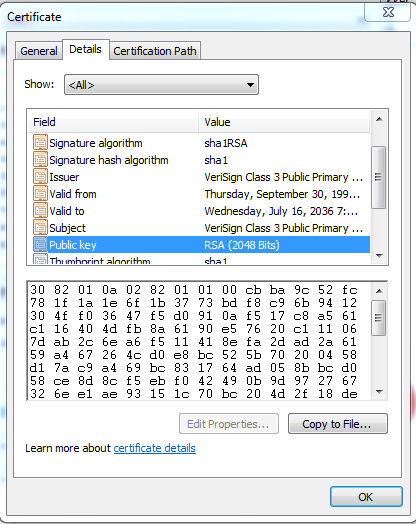 Certificate
General Details Certification Path
Show: <All>
Field Value
Signature algorithm sha1RSA
Signature hash algorithm sha1
Issuer VeriSign Class 3 Public Primary ...
Valid from Thursday, September 30, 199...
Valid to Wednesday, July 16, 2036 7:...
Subject VeriSign Class 3 Public Primary ...
Public key RSA (2048 Bits)
Thumbprint algorithm sha1
30 82 01 0a 02 82 01 01 00 cb ba 9c 52 fc
78 1f 1a 1e 6f 1b 37 73 bd f8 c9 6b 94 12
30 4f f0 36 47 f5 d0 91 0a f5 17 c8 a5 61
c1 16 40 4d fb 8a 61 90 e5 76 20 c1 11 06
7d ab 2c 6e a6 f5 11 41 8e fa 2d ad 2a 61
59 a4 67 26 4c d0 e8 bc 52 5b 70 20 04 58
d1 7a c9 a4 69 bc 83 17 64 ad 05 8b bc d0
58 ce 8d 8c f5 eb f0 42 49 0b 9d 97 27 67
32 6e e1 ae 93 15 1c 70 bc 20 4d 2f 18 de
Edit Properties... Copy to File...
Learn more about certificate details
OK